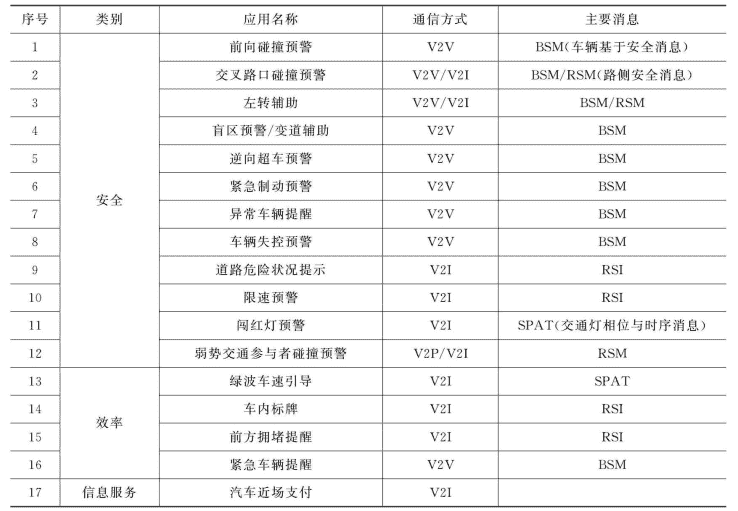 序号 类别 应用名称 通信方式 主要消息
1 前向碰撞预警 V2V BSM(车辆基于安全消息)
2 交叉路口碰撞预警 V2V/V2I BSM/RSM(路侧安全消息)
3 左转辅助 V2V/V2I BSM/RSM
4 盲区预警/变道辅助 V2V BSM
5 逆向超车预警 V2V BSM
6 紧急制动预警 V2V BSM
安全
7 异常车辆提醒 V2V BSM
8 车辆失控预警 V2V BSM
9 道路危险状况提示 V2I RSI
10 限速预警 V2I RSI
11 闯红灯预警 V2I SPAT(交通灯相位与时序消息)
12 弱势交通参与者碰撞预警 V2P/V2I RSM
13 绿波车速引导 V2I SPAT
14 车内标牌 V2I RSI
效率
15 前方拥堵提醒 V2I RSI
16 紧急车辆提醒 V2V BSM
17 信息服务 汽车近场支付 V2I